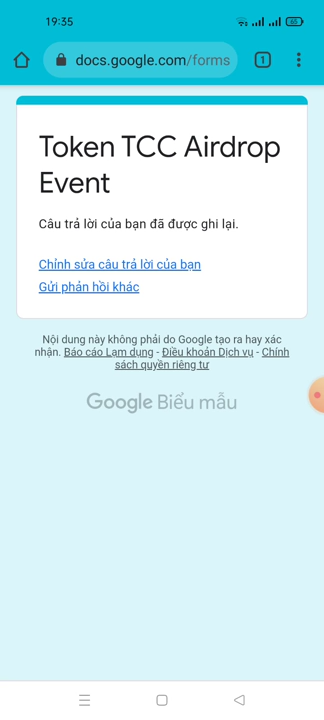 19:35
docs.google.com/forms
1
Token TCC Airdrop
Event
Câu trả lời của bạn đã được ghi lại.
Chỉnh sửa câu trả lời của bạn
Gửi phản hồi khác
Nội dung này không phải do Google tạo ra hay xác
nhận. Báo cáo Lạm dụng - Điều khoản Dịch vụ - Chính
sách quyền riêng tư
Google Biểu mẫu